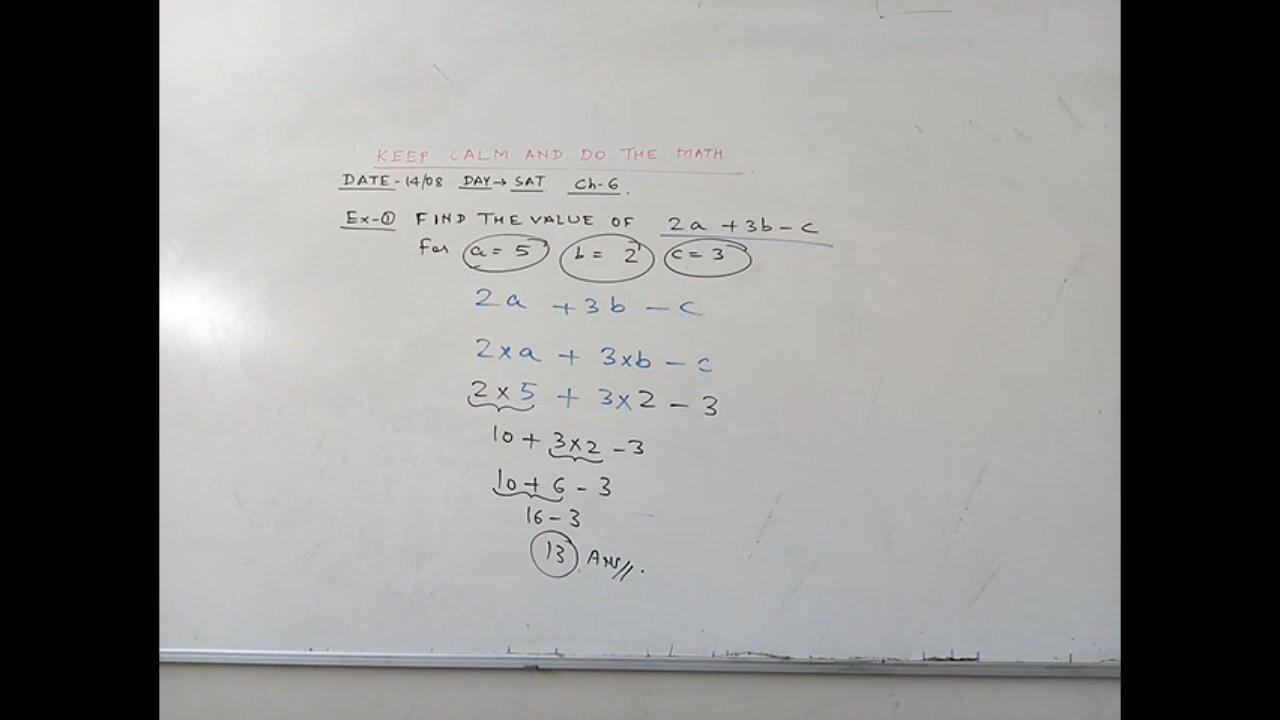 KEEP CALM AND DO THE MATH
DATE - 14/08 DAY → SAT Ch-6.
Ex-① FIND THE VALUE OF 2a + 3b - c
for a = 5 b = 2 c = 3
2a + 3b - c
2×a + 3×b - c
2×5 + 3×2 - 3
10 + 3×2 - 3
10 + 6 - 3
16 - 3
13 ANS//.